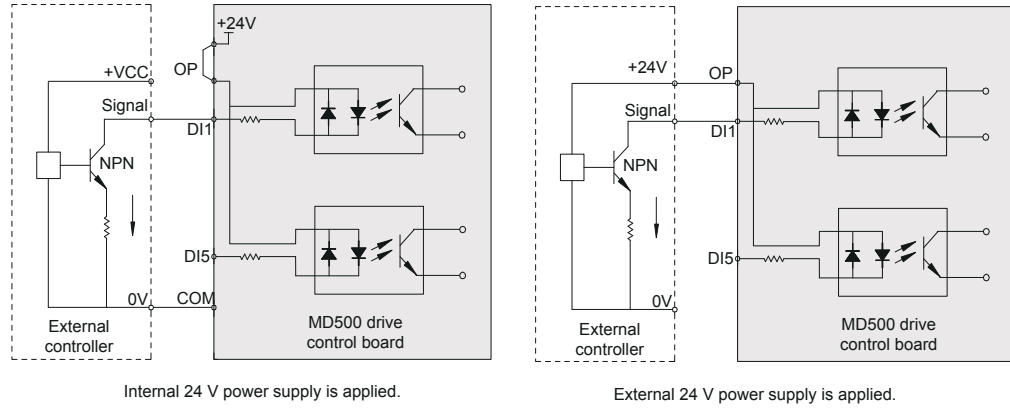 +24V
+VCC
OP
Signal
DI1
NPN
DI5
0V
COM
External
controller
MD500 drive
control board
Internal 24 V power supply is applied.
+24V
OP
Signal
DI1
NPN
DI5
0V
External
controller
MD500 drive
control board
External 24 V power supply is applied.